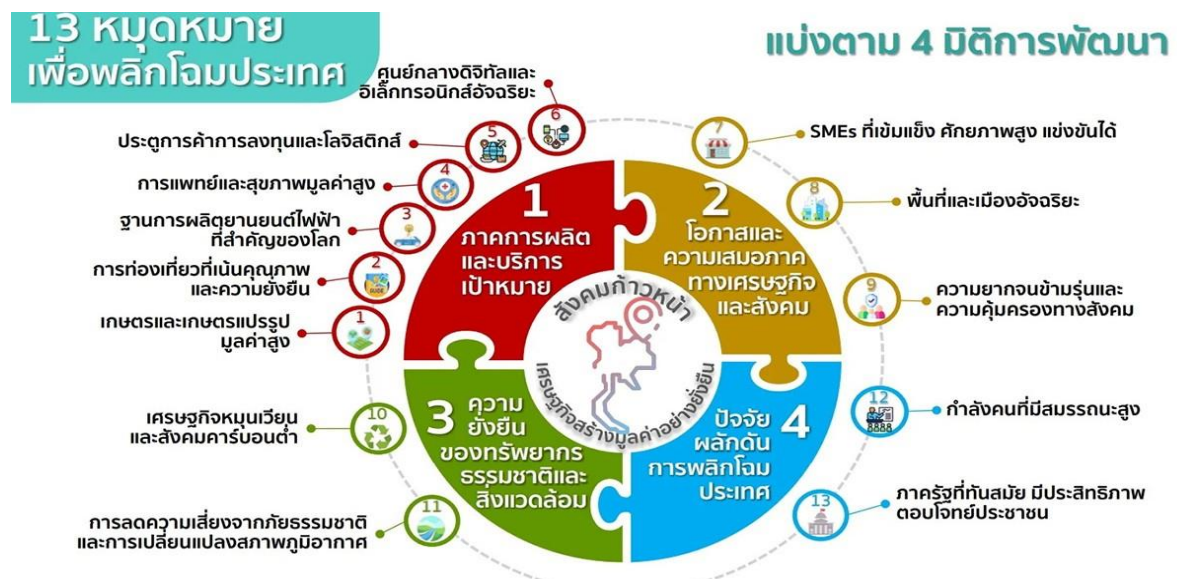 13 หมุดหมาย
เพื่อพลิกโฉมประเทศ
แบ่งตาม 4 มิติการพัฒนา
ศูนย์กลางดิจิทัลและ
อิเล็กทรอนิกส์อัจฉริยะ
6
ประตูการค้าการลงทุนและโลจิสติกส์
5
การแพทย์และสุขภาพมูลค่าสูง
4
ฐานการผลิตยานยนต์ไฟฟ้า
ที่สำคัญของโลก
3
การท่องเที่ยวที่เน้นคุณภาพ
และความยั่งยืน
2
เกษตรและเกษตรแปรรูป
มูลค่าสูง
1
1
ภาคการผลิต
และบริการ
เป้าหมาย
7
SMEs ที่เข้มแข็ง ศักยภาพสูง แข่งขันได้
8
พื้นที่และเมืองอัจฉริยะ
9
ความยากจนข้ามรุ่นและ
ความคุ้มครองทางสังคม
2
โอกาสและ
ความเสมอภาค
ทางเศรษฐกิจ
และสังคม
สังคมก้าวหน้า
เศรษฐกิจสร้างมูลค่าอย่างยั่งยืน
เศรษฐกิจหมุนเวียน
และสังคมคาร์บอนต่ำ
10
การลดความเสี่ยงจากภัยธรรมชาติ
และการเปลี่ยนแปลงสภาพภูมิอากาศ
11
3 ความ
ยั่งยืน
ของทรัพยากร
ธรรมชาติและ
สิ่งแวดล้อม
ปัจจัย 4
ผลักดัน
การพลิกโฉม
ประเทศ
12
กำลังคนที่มีสมรรถนะสูง
13
ภาครัฐที่ทันสมัย มีประสิทธิภาพ
ตอบโจทย์ประชาชน